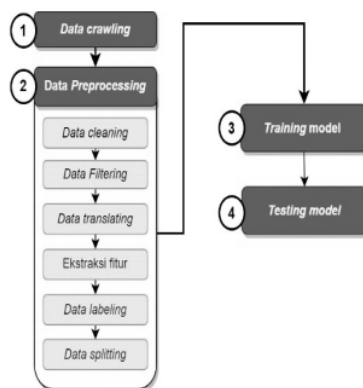 1 Data crawling
2 Data Preprocessing
Data cleaning
Data Filtering
Data translating
Ekstraksi fitur
Data labeling
Data splitting
3 Training model
4 Testing model